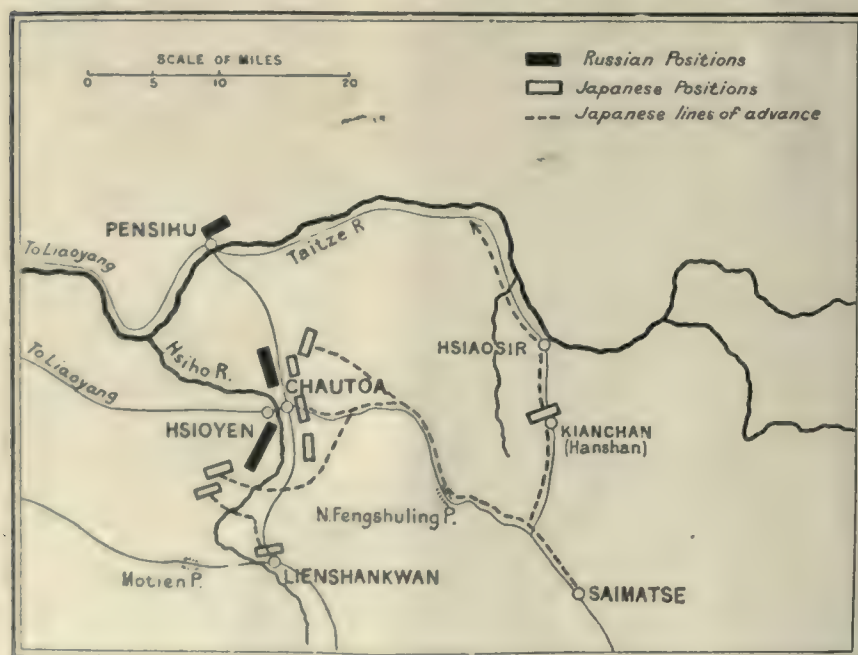 SCALE OF MILES
0 5 10 20
Russian Positions
Japanese Positions
Japanese lines of advance
PENSIHU
To Liaoyang
Taitze R
Hsiho R.
To Liaoyang
HSIAOSIR
CHAUTOA
HSIOYEN
KIANCHAN
(Hanshan)
N.Fengshuling P.
Motien P.
LIENSHANKWAN
SAIMATSE